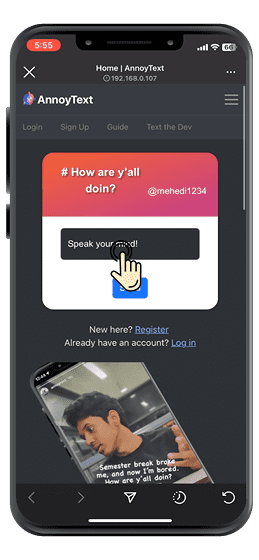 5:55
66
Home | AnnoyText
192.168.0.107
AnnoyText
Login Sign Up Guide Text the Dev
# How are y'all
doin?
@mehedi1234
Speak your mind!
New here? Register
Already have an account? Log in
Semester break broke
me, and now I'm bored.
How are y'all doin?